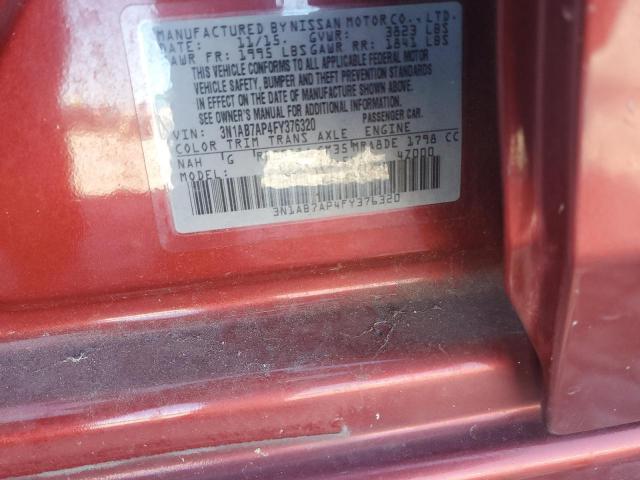 MANUFACTURED BY NISSAN MOTOR CO., LTD.
DATE: 11/15. GVWR: 3823 LBS
GAWR FR: 1995 LBS GAWR RR: 1841 LBS
THIS VEHICLE CONFORMS TO ALL APPLICABLE FEDERAL MOTOR
VEHICLE SAFETY, BUMPER AND THEFT PREVENTION STANDARDS
IN EFFECT ON THE DATE OF MANUFACTURE SHOWN ABOVE.
SEE OWNER'S MANUAL FOR ADDITIONAL INFORMATION.
VIN: 3N1AB7AP4FY376320 PASSENGER CAR.
COLOR TRIM TRANS AXLE ENGINE
NAH G MRA8DE 1798 CC
MODEL: 47000
3N1AB7AP4FY376320